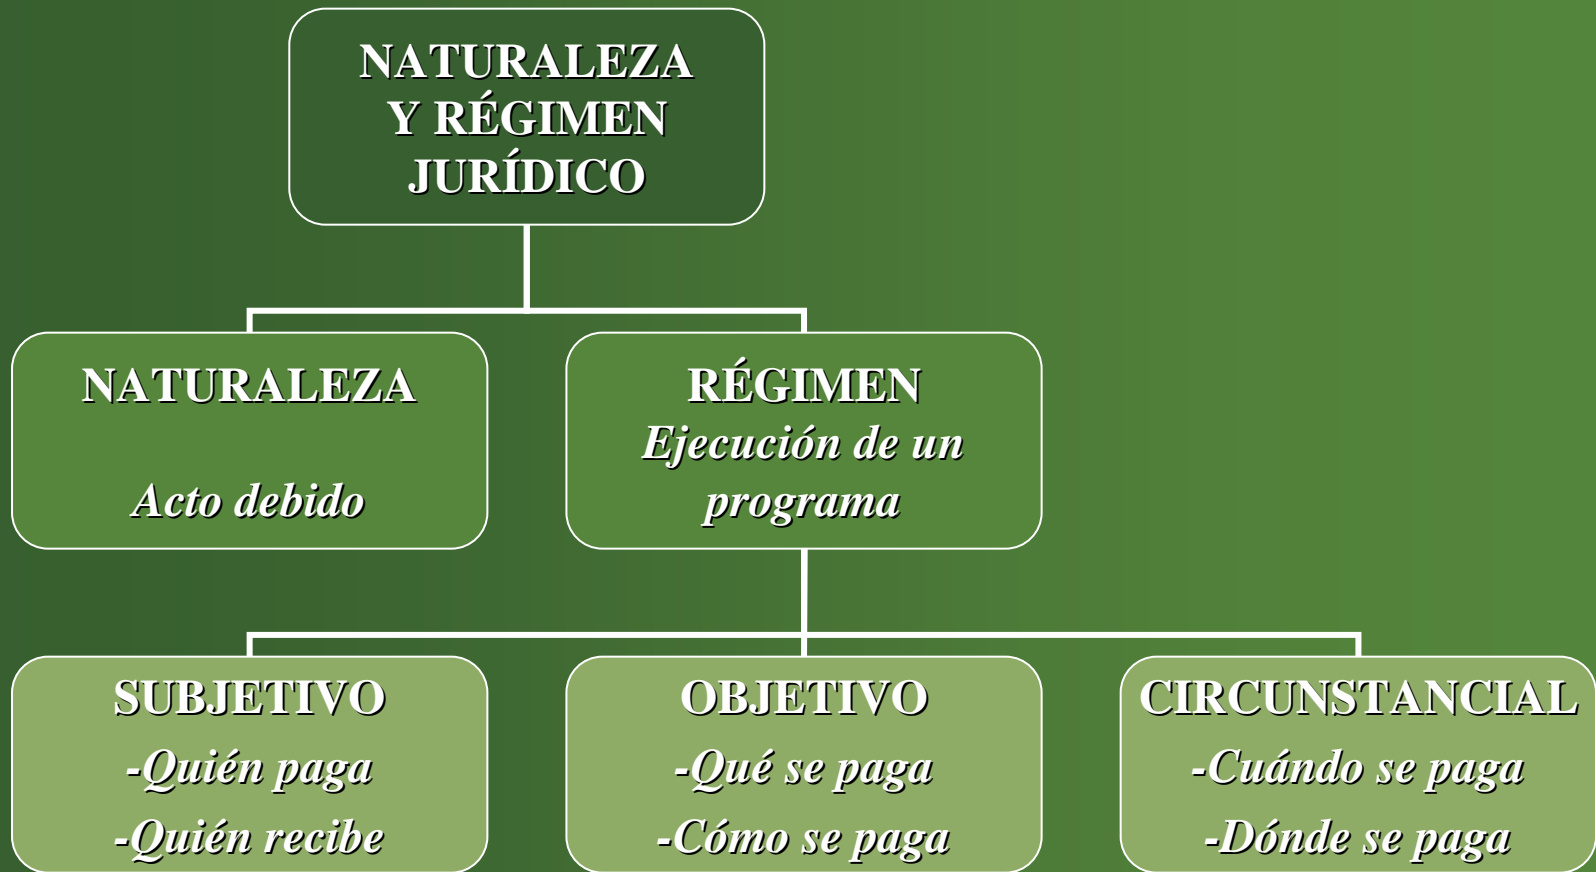 NATURALEZA
Y RÉGIMEN
JURÍDICO
NATURALEZA
Acto debido
RÉGIMEN
Ejecución de un
programa
SUBJETIVO
-Quién paga
-Quién recibe
OBJETIVO
-Qué se paga
-Cómo se paga
CIRCUNSTANCIAL
-Cuándo se paga
-Dónde se paga